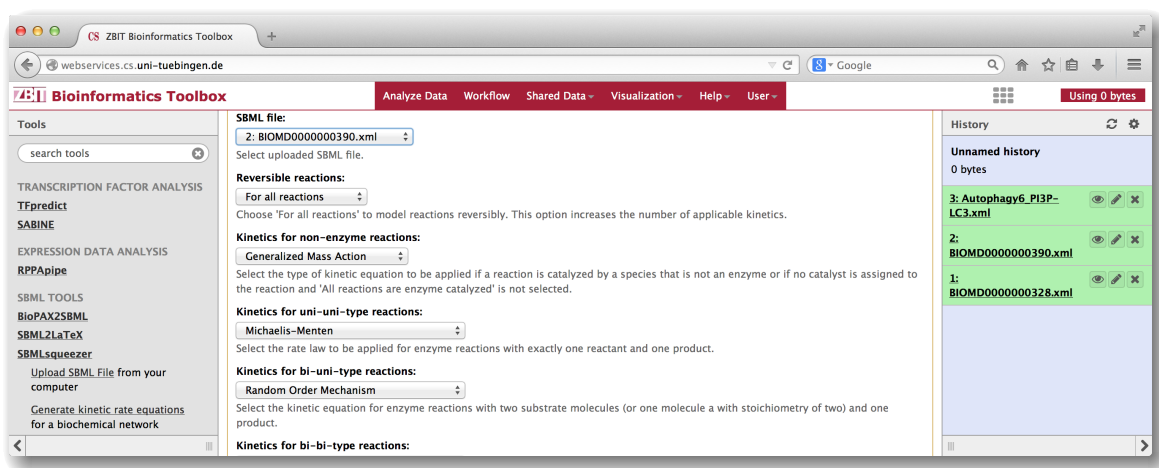 CS ZBIT Bioinformatics Toolbox
webservices.cs.uni-tuebingen.de
Google
ZBIT Bioinformatics Toolbox
Analyze Data Workflow Shared Data Visualization Help User
Using 0 bytes
Tools
search tools
TRANSCRIPTION FACTOR ANALYSIS
TFpredict
SABINE
EXPRESSION DATA ANALYSIS
RPPApipe
SBML TOOLS
BioPAX2SBML
SBML2LaTeX
SBMLsqueezer
Upload SBML File from your
computer
Generate kinetic rate equations
for a biochemical network
SBML file:
2: BIOMD0000000390.xml
Select uploaded SBML file.
Reversible reactions:
For all reactions
Choose 'For all reactions' to model reactions reversibly. This option increases the number of applicable kinetics.
Kinetics for non-enzyme reactions:
Generalized Mass Action
Select the type of kinetic equation to be applied if a reaction is catalyzed by a species that is not an enzyme or if no catalyst is assigned to
the reaction and 'All reactions are enzyme catalyzed' is not selected.
Kinetics for uni-uni-type reactions:
Michaelis-Menten
Select the rate law to be applied for enzyme reactions with exactly one reactant and one product.
Kinetics for bi-uni-type reactions:
Random Order Mechanism
Select the kinetic equation for enzyme reactions with two substrate molecules (or one molecule a with stoichiometry of two) and one
product.
Kinetics for bi-bi-type reactions:
History
Unnamed history
0 bytes
3: Autophagy6_PI3P-
LC3.xml
2:
BIOMD0000000390.xml
1:
BIOMD0000000328.xml